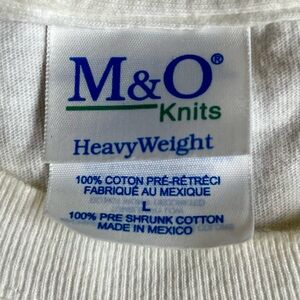 M&O®
Knits
HeavyWeight
100% COTON PRÉ-RÉTRÉCI
FABRIQUÉ AU MEXIQUE
L
100% PRE SHRUNK COTTON
MADE IN MEXICO